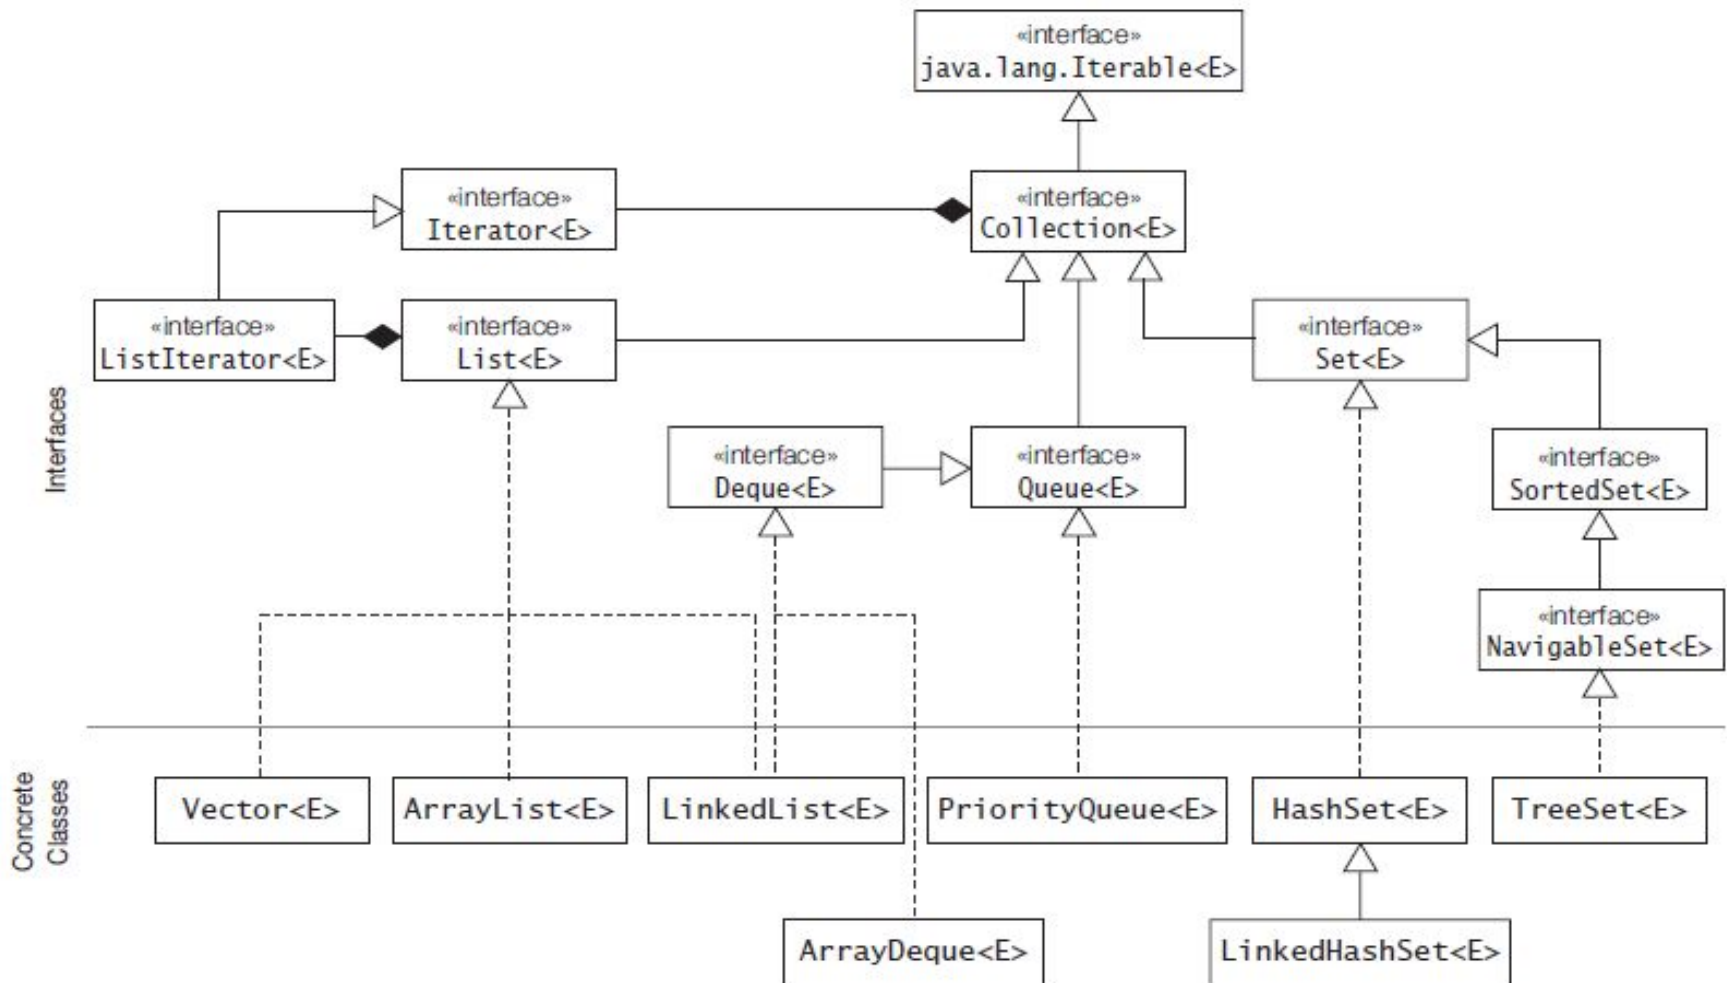 «interface»
java.lang.Iterable<E>
«interface»
Iterator<E>
«interface»
Collection<E>
«interface»
ListIterator<E>
«interface»
List<E>
«interface»
Set<E>
Interfaces
«interface»
Deque<E>
«interface»
Queue<E>
«interface»
SortedSet<E>
«interface»
NavigableSet<E>
Concrete
Classes
Vector<E>
ArrayList<E>
LinkedList<E>
PriorityQueue<E>
HashSet<E>
TreeSet<E>
ArrayDeque<E>
LinkedHashSet<E>